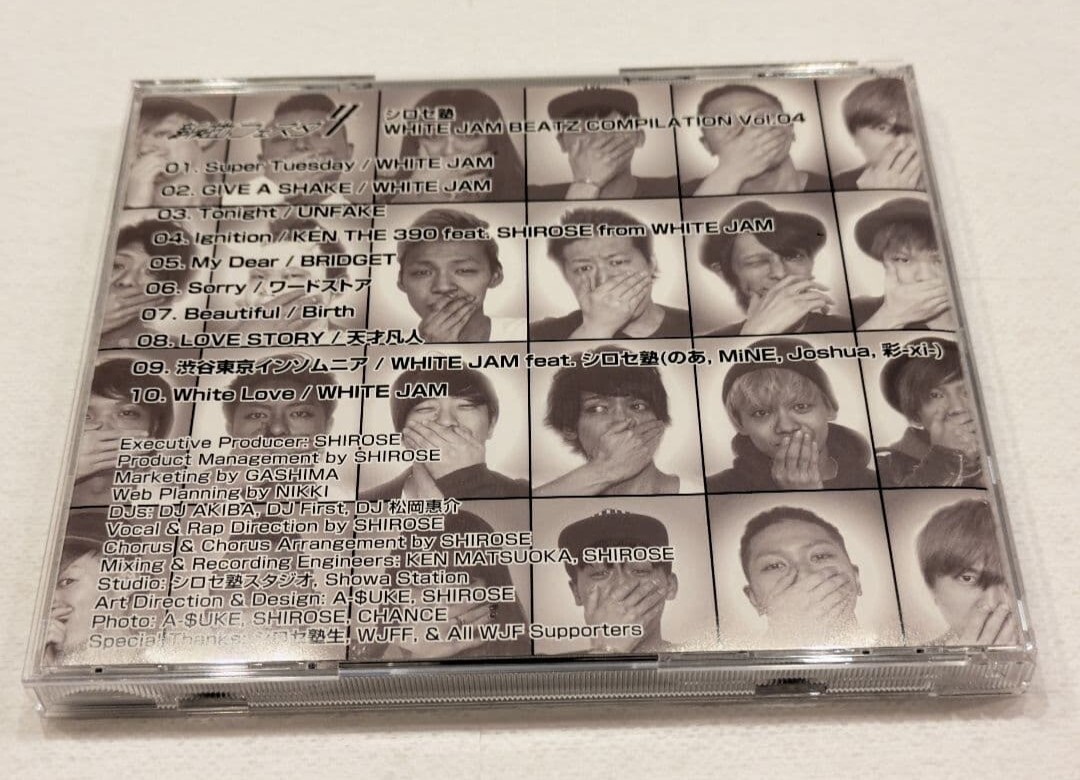 シロセ塾
WHITE JAM BEATZ COMPILATION Vol.04
01. Super Tuesday / WHITE JAM
02. GIVE A SHAKE / WHITE JAM
03. Tonight / UNFAKE
04. Ignition / KEN THE 390 feat. SHIROSE from WHITE JAM
05. My Dear / BRIDGET
06. Sorry / ワードストア
07. Beautiful / Birth
08. LOVE STORY / 天才凡人
09. 渋谷東京インソムニア / WHITE JAM feat. シロセ塾(のあ, MiNE, Joshua, 彩-xi-)
10. White Love / WHITE JAM
Executive Producer: SHIROSE
Product Management by SHIROSE
Marketing by GASHIMA
Web Planning by NIKKI
DJs: DJ AKIBA, DJ First, DJ 松岡恵介
Vocal & Rap Direction by SHIROSE
Chorus & Chorus Arrangement by SHIROSE
Mixing & Recording Engineers: KEN MATSUOKA, SHIROSE
Studio: シロセ塾スタジオ, Showa Station
Art Direction & Design: A-$UKE, SHIROSE
Photo: A-$UKE, SHIROSE, CHANCE
Special Thanks: シロセ塾生, WJFF, & All WJF Supporters